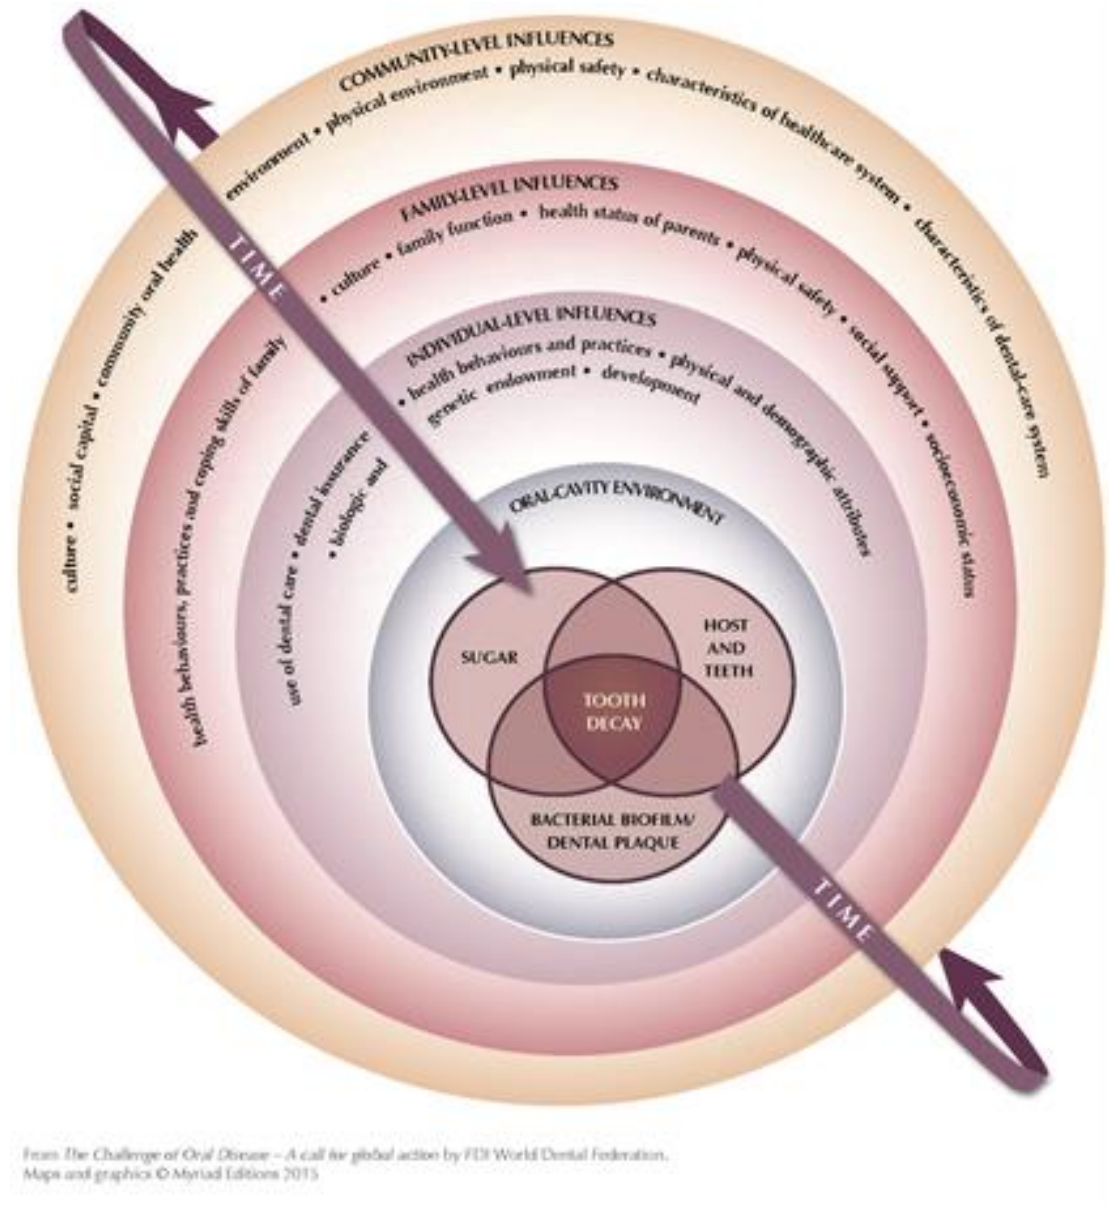 COMMUNITY-LEVEL INFLUENCES
culture • social capital • community oral health environment • physical environment • physical safety • characteristics of healthcare system • characteristics of dental-care system
FAMILY-LEVEL INFLUENCES
health behaviours, practices and coping skills of family • culture • family function • health status of parents • physical safety • social support • socioeconomic status
INDIVIDUAL-LEVEL INFLUENCES
use of dental care • dental insurance • health behaviours and practices • physical and demographic attributes
• biologic and genetic endowment • development
ORAL-CAVITY ENVIRONMENT
TIME
SUGAR
HOST
AND
TEETH
TOOTH
DECAY
BACTERIAL BIOFILM/
DENTAL PLAQUE
TIME
From The Challenge of Oral Disease – A call for global action by FDI World Dental Federation.
Maps and graphics © Myriad Editions 2015